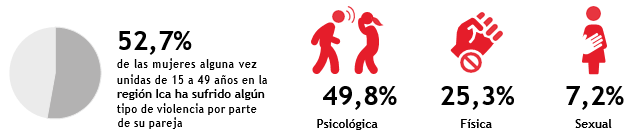 52,7%
de las mujeres alguna vez
unidas de 15 a 49 años en la
región Ica ha sufrido algún
tipo de violencia por parte
de su pareja
49,8%
Psicológica
25,3%
Física
7,2%
Sexual